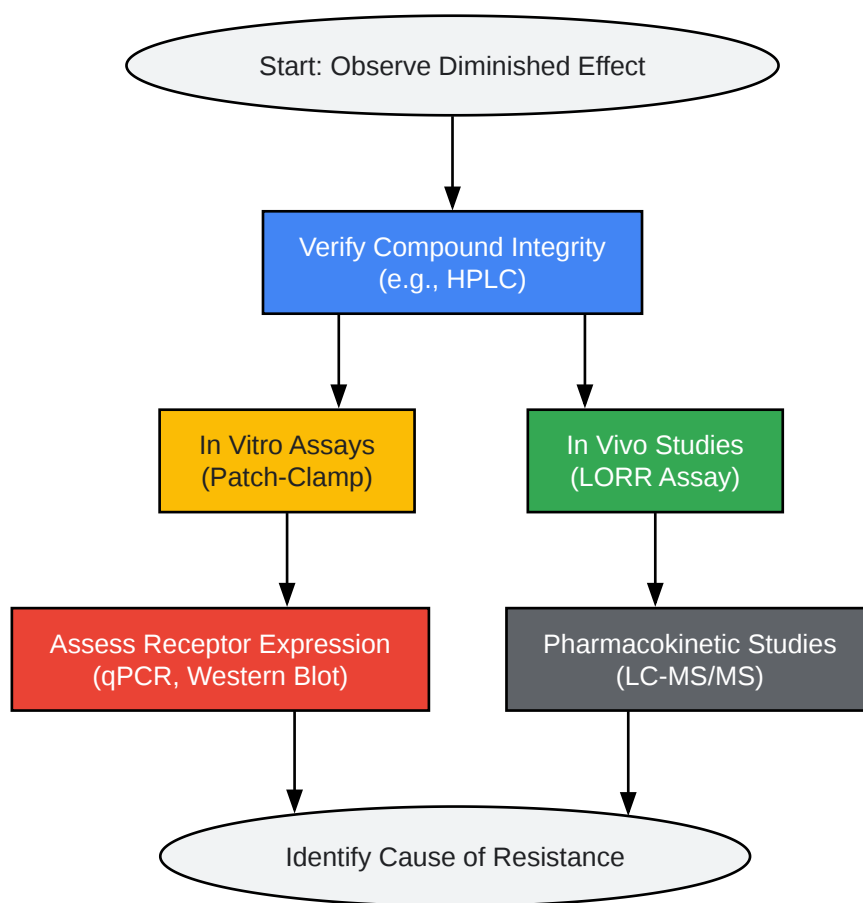 Start: Observe Diminished Effect
Verify Compound Integrity
(e.g., HPLC)
In Vitro Assays
(Patch-Clamp)
In Vivo Studies
(LORR Assay)
Assess Receptor Expression
(qPCR, Western Blot)
Pharmacokinetic Studies
(LC-MS/MS)
Identify Cause of Resistance